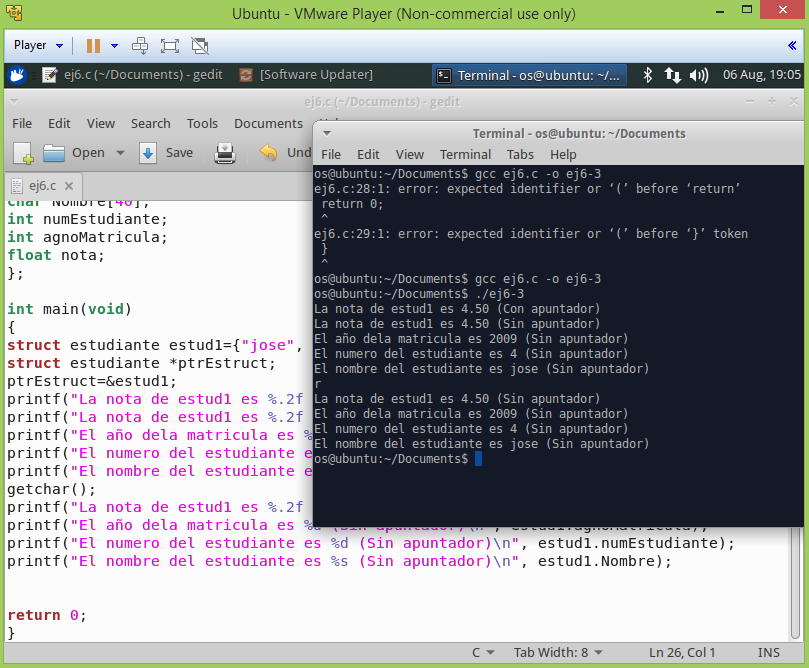 Ubuntu - VMware Player (Non-commercial use only)
Player
ej6.c (~/Documents) - gedit
[Software Updater]
Terminal - os@ubuntu: ~/...
06 Aug, 19:05
ej6.c (~/Documents) - gedit
File Edit View Search Tools Documents
Open Save Und
ej6.c
char Nombre[40];
int numEstudiante;
int agnoMatricula;
float nota;
};
int main(void)
{
struct estudiante estud1={"jose",
struct estudiante *ptrEstruct;
ptrEstruct=&estud1;
printf("La nota de estud1 es %.2f
printf("La nota de estud1 es %.2f
printf("El año dela matricula es %
printf("El numero del estudiante e
printf("El nombre del estudiante e
getchar();
printf("La nota de estud1 es %.2f
printf("El año dela matricula es %d (Sin apuntador)\n", estud1.agnoMatricula);
printf("El numero del estudiante es %d (Sin apuntador)\n", estud1.numEstudiante);
printf("El nombre del estudiante es %s (Sin apuntador)\n", estud1.Nombre);
return 0;
}
C Tab Width: 8 Ln 26, Col 1 INS
Terminal - os@ubuntu: ~/Documents
File Edit View Terminal Tabs Help
os@ubuntu:~/Documents$ gcc ej6.c -o ej6-3
ej6.c:28:1: error: expected identifier or ‘(’ before ‘return’
return 0;
^
ej6.c:29:1: error: expected identifier or ‘(’ before ‘}’ token
}
^
os@ubuntu:~/Documents$ gcc ej6.c -o ej6-3
os@ubuntu:~/Documents$ ./ej6-3
La nota de estud1 es 4.50 (Con apuntador)
La nota de estud1 es 4.50 (Sin apuntador)
El año dela matricula es 2009 (Sin apuntador)
El numero del estudiante es 4 (Sin apuntador)
El nombre del estudiante es jose (Sin apuntador)
r
La nota de estud1 es 4.50 (Sin apuntador)
El año dela matricula es 2009 (Sin apuntador)
El numero del estudiante es 4 (Sin apuntador)
El nombre del estudiante es jose (Sin apuntador)
os@ubuntu:~/Documents$